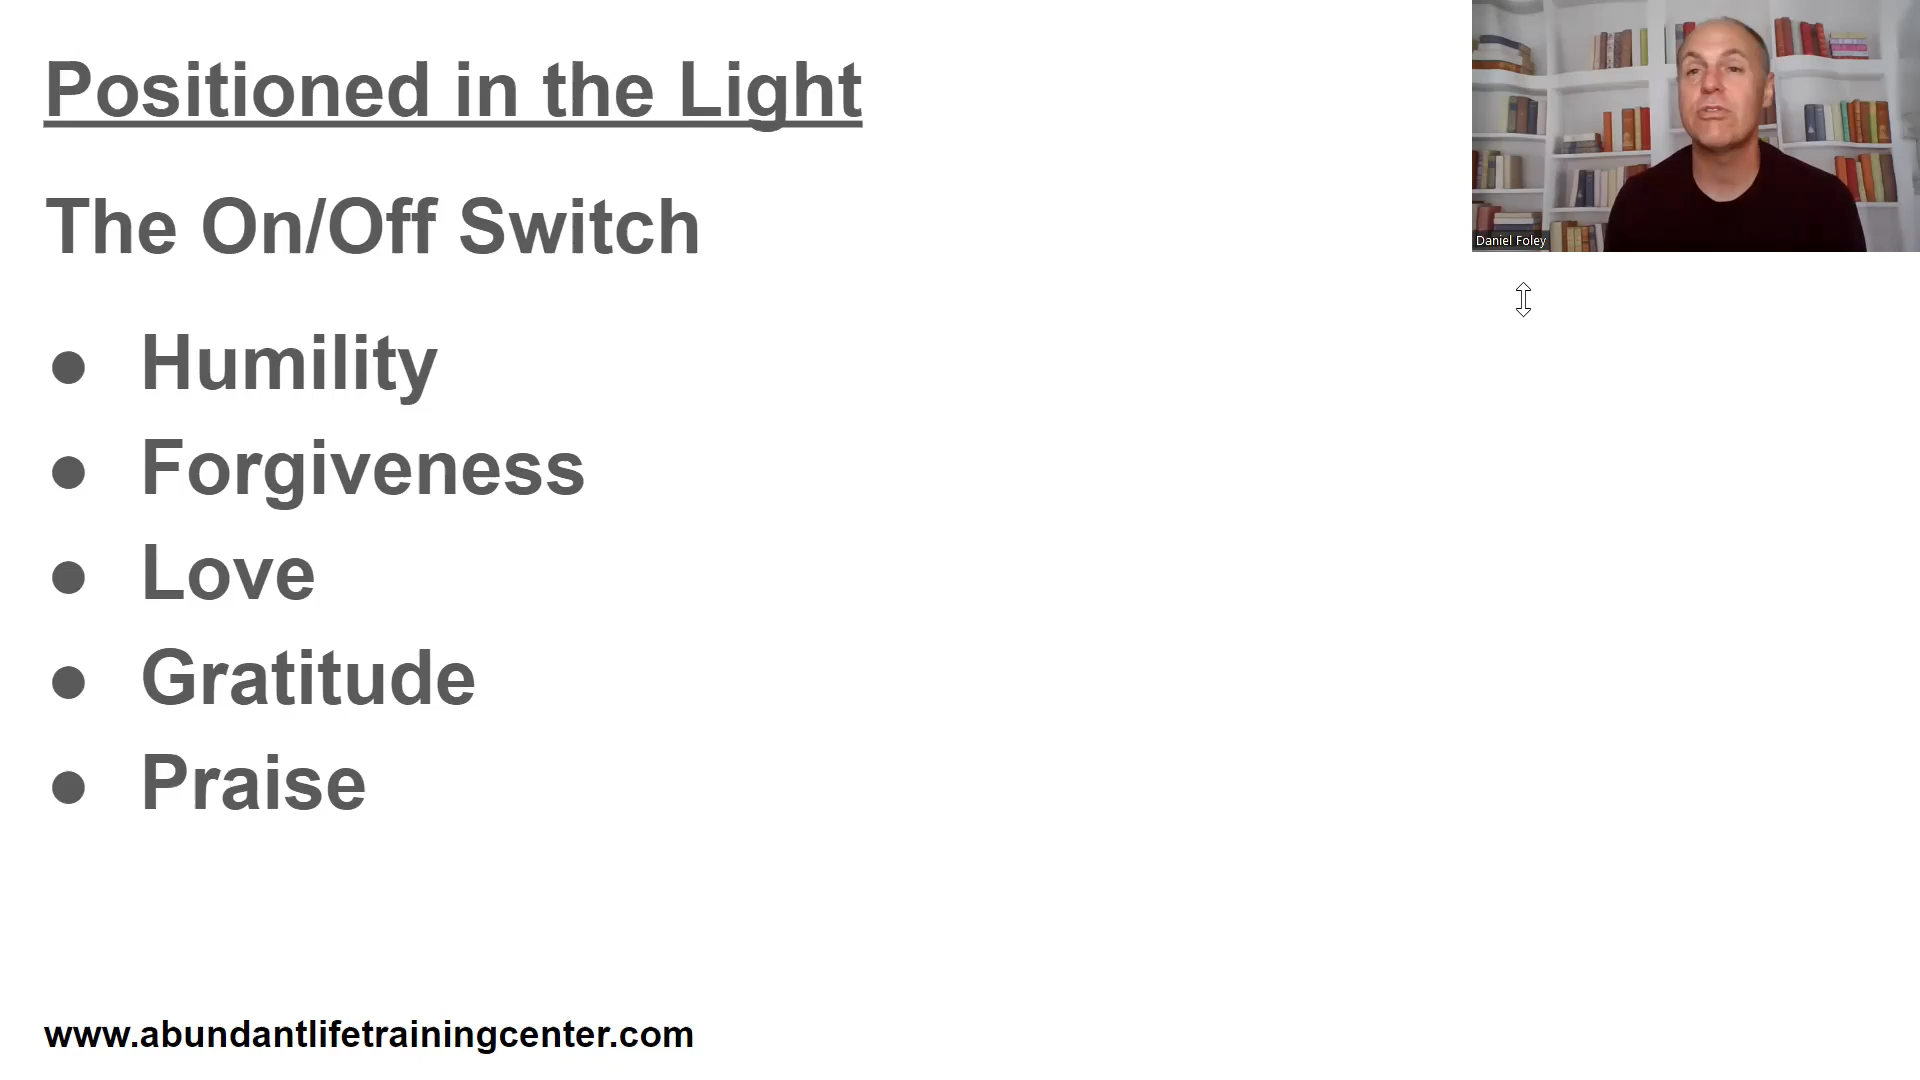 Positioned in the Light
The On/Off Switch
● Humility
● Forgiveness
● Love
● Gratitude
● Praise
www.abundantlifetrainingcenter.com
Daniel Foley